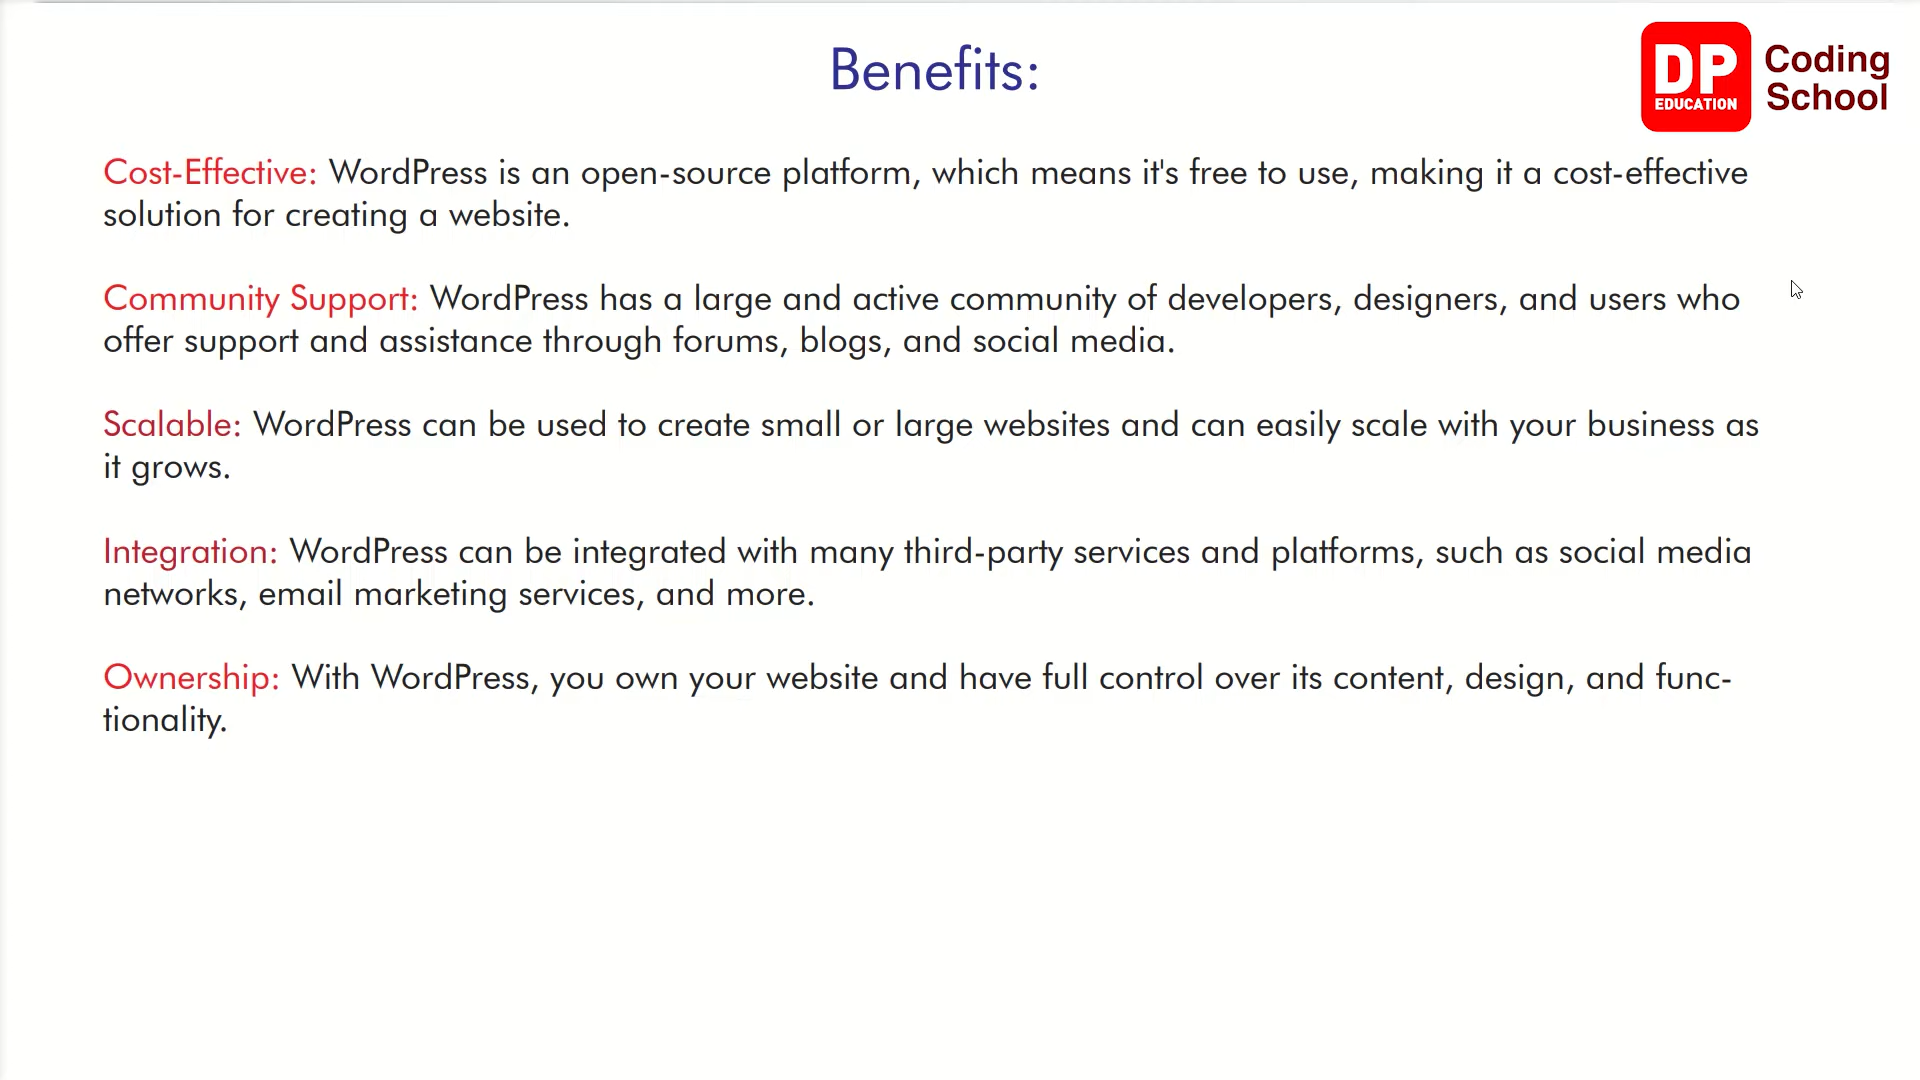 Benefits:
DP
EDUCATION
Coding
School
Cost-Effective: WordPress is an open-source platform, which means it's free to use, making it a cost-effective
solution for creating a website.
Community Support: WordPress has a large and active community of developers, designers, and users who
offer support and assistance through forums, blogs, and social media.
Scalable: WordPress can be used to create small or large websites and can easily scale with your business as
it grows.
Integration: WordPress can be integrated with many third-party services and platforms, such as social media
networks, email marketing services, and more.
Ownership: With WordPress, you own your website and have full control over its content, design, and func-
tionality.